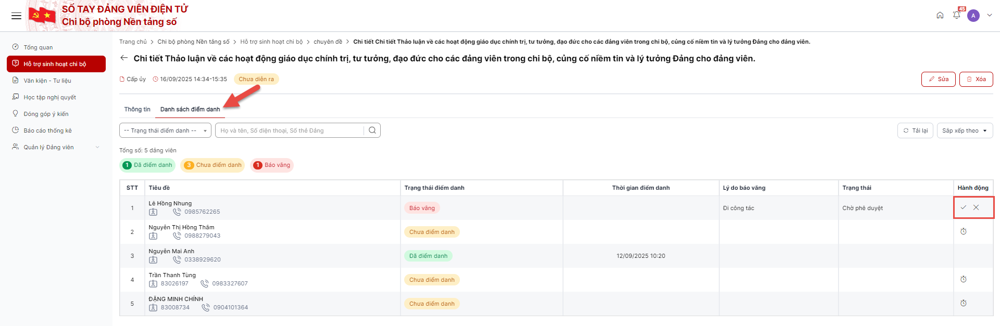 SỔ TAY ĐẢNG VIÊN ĐIỆN TỬ
Chi bộ phòng Nền tảng số
45
A
Tổng quan
Hỗ trợ sinh hoạt chi bộ
Văn kiện - Tư liệu
Học tập nghị quyết
Đóng góp ý kiến
Báo cáo thống kê
Quản lý Đảng viên
Trang chủ > Chi bộ phòng Nền tảng số > Hỗ trợ sinh hoạt chi bộ > chuyên đề > Chi tiết Chi tiết Thảo luận về các hoạt động giáo dục chính trị, tư tưởng, đạo đức cho các đảng viên trong chi bộ, củng cố niềm tin và lý tưởng Đảng cho đảng viên.
Chi tiết Thảo luận về các hoạt động giáo dục chính trị, tư tưởng, đạo đức cho các đảng viên trong chi bộ, củng cố niềm tin và lý tưởng Đảng cho đảng viên.
Cấp ủy 16/09/2025 14:34-15:35 Chưa diễn ra
Sửa Xóa
Thông tin Danh sách điểm danh
-- Trạng thái điểm danh -- Họ và tên, Số điện thoại, Số thẻ Đảng Tải lại Sắp xếp theo
Tổng số: 5 đảng viên
1 Đã điểm danh 3 Chưa điểm danh 1 Báo vắng
STT Tiêu đề Trạng thái điểm danh Thời gian điểm danh Lý do báo vắng Trạng thái Hành động
1 Lê Hồng Nhung Báo vắng Đi công tác Chờ phê duyệt
0985762265
2 Nguyễn Thị Hồng Thắm Chưa điểm danh
0988279043
3 Nguyễn Mai Anh Đã điểm danh 12/09/2025 10:20
0338929620
4 Trần Thanh Tùng Chưa điểm danh
83026197 0983327607
5 ĐẶNG MINH CHÍNH Chưa điểm danh
83008734 0904101364